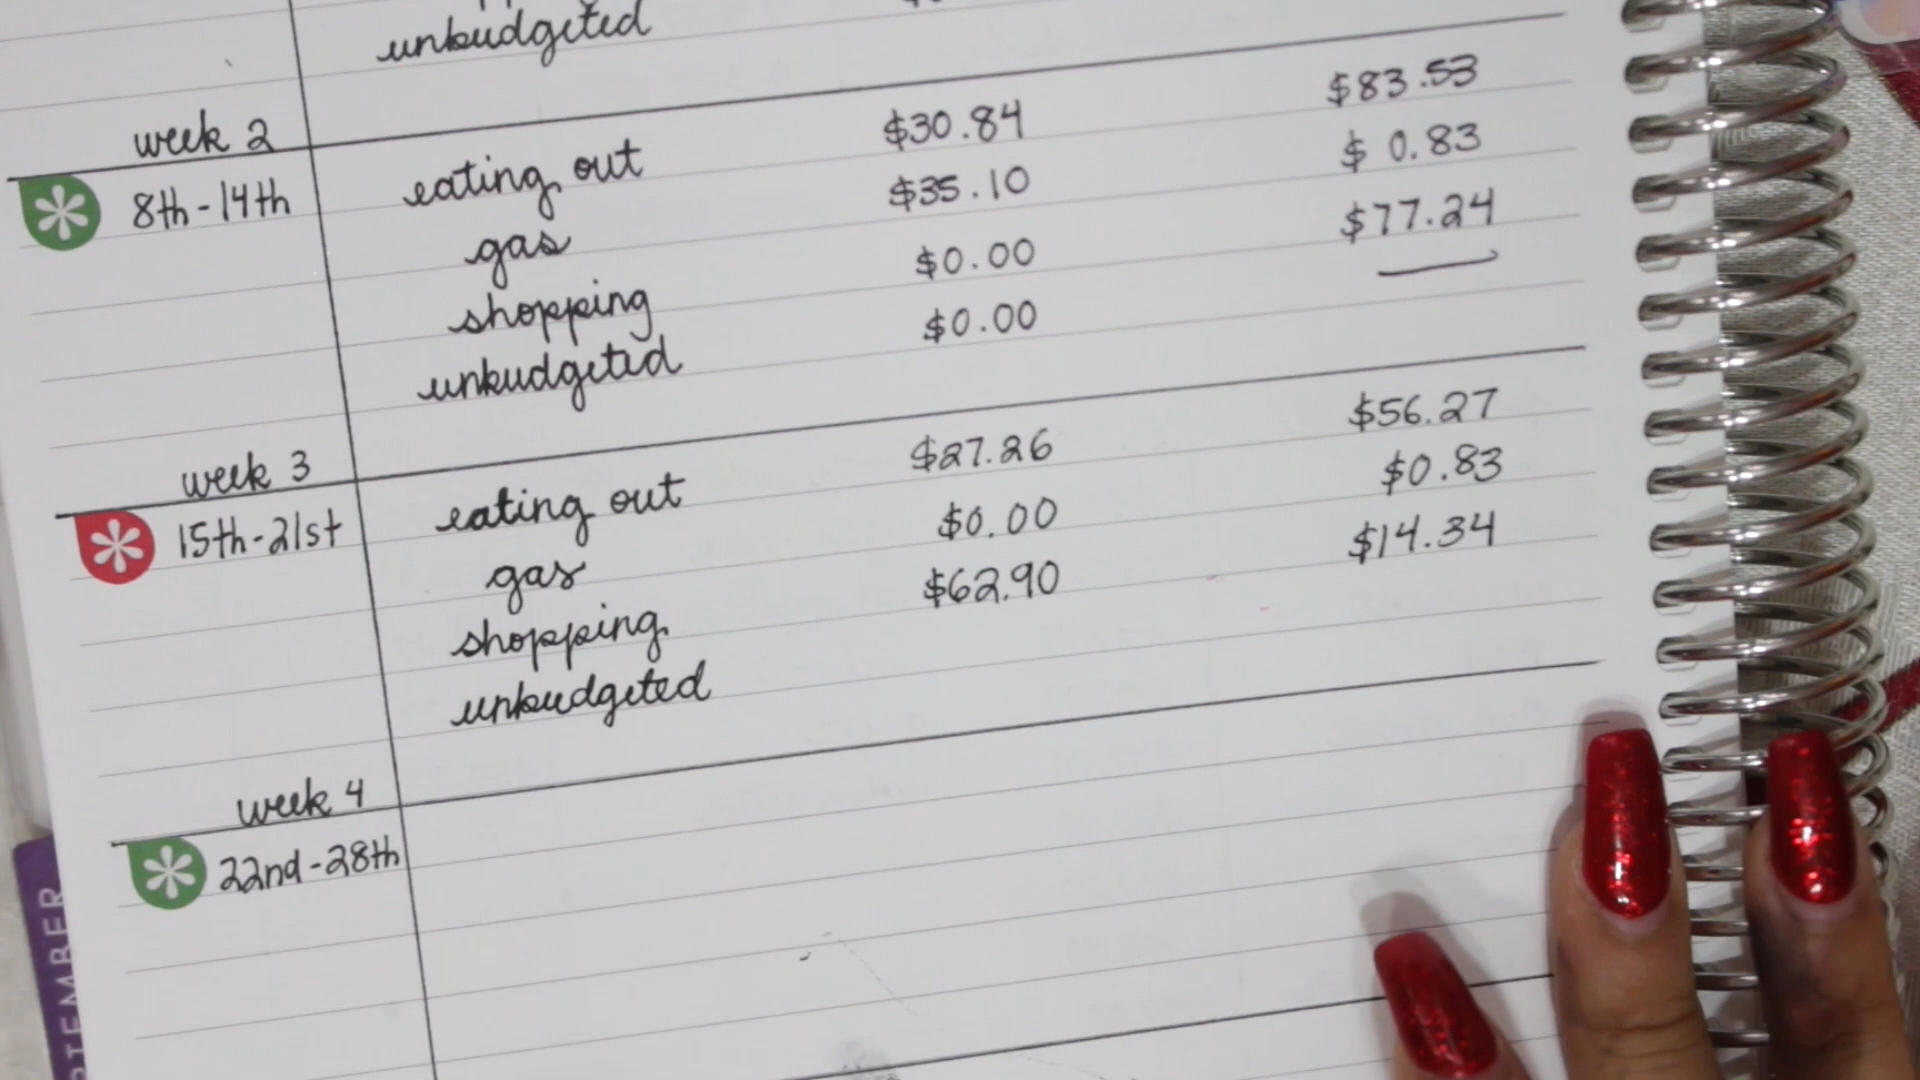 unbudgeted
week 2
8th-14th
eating out $30.84 $83.53
gas $35.10 $ 0.83
shopping $0.00 $77.24
unbudgeted $0.00 —
week 3
15th-21st
eating out $27.26 $56.27
gas $0.00 $0.83
shopping $62.90 $14.34
unbudgeted
week 4
22nd-28th
PTEMBER